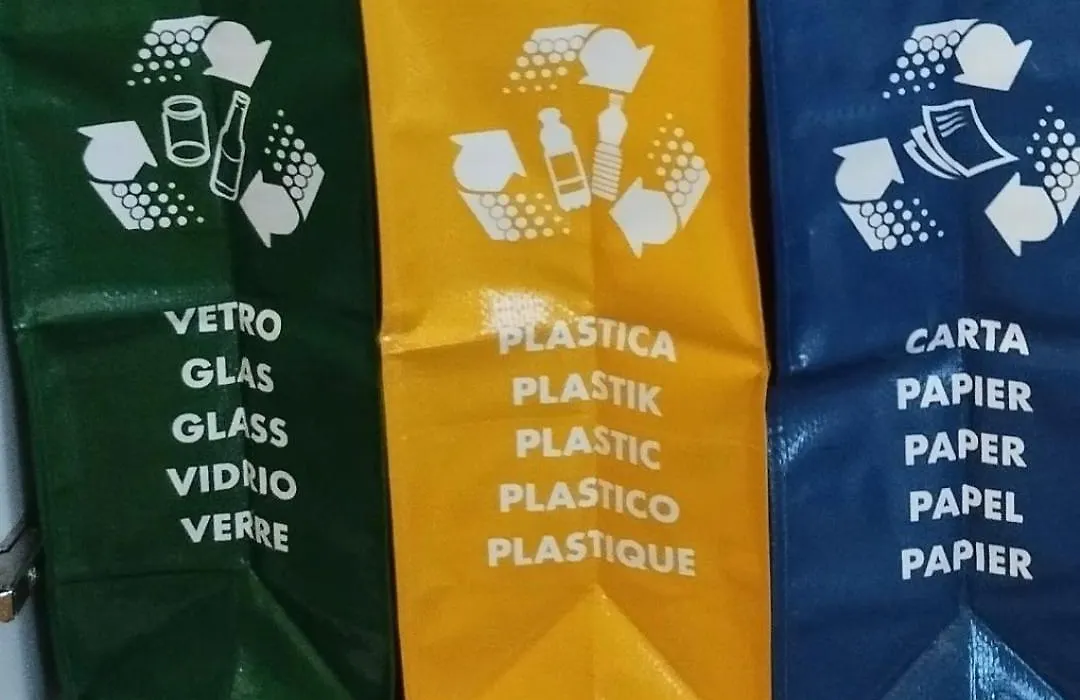 VETRO
GLAS
GLASS
VIDRIO
VERRE
PLASTICA
PLASTIK
PLASTIC
PLASTICO
PLASTIQUE
CARTA
PAPIER
PAPER
PAPEL
PAPIER